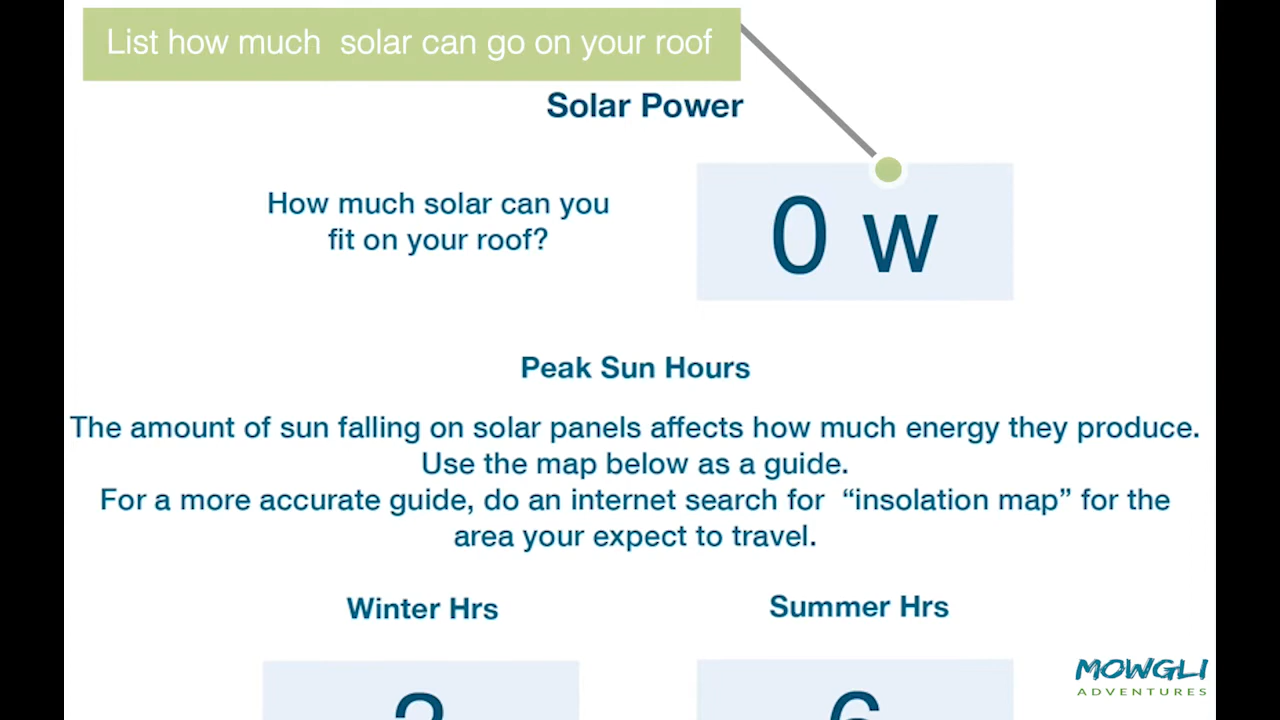 List how much  solar can go on your roof
Solar Power
How much solar can you
fit on your roof?
0 w
Peak Sun Hours
The amount of sun falling on solar panels affects how much energy they produce.
Use the map below as a guide.
For a more accurate guide, do an internet search for  “insolation map” for the
area your expect to travel.
Winter Hrs
Summer Hrs
MOWGLI
ADVENTURES